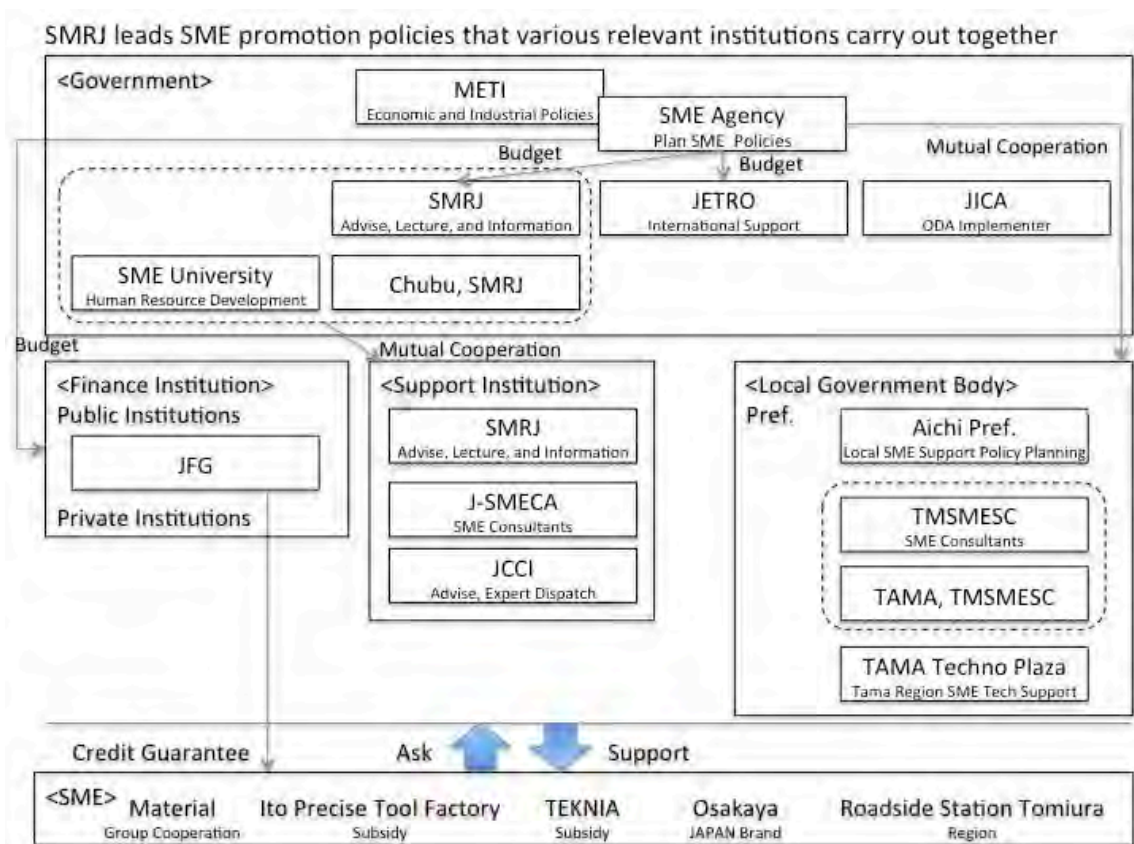 SMRJ leads SME promotion policies that various relevant institutions carry out together
<Government>
METI
Economic and Industrial Policies
SME Agency
Plan SME Policies
Budget
Budget
Mutual Cooperation
SMRJ
Advise, Lecture, and Information
JETRO
International Support
JICA
ODA Implementer
SME University
Human Resource Development
Chubu, SMRJ
Budget
Mutual Cooperation
<Finance Institution>
Public Institutions
JFG
Private Institutions
<Support Institution>
SMRJ
Advise, Lecture, and Information
J-SMECA
SME Consultants
JCCI
Advise, Expert Dispatch
<Local Government Body>
Pref.
Aichi Pref.
Local SME Support Policy Planning
TMSMESC
SME Consultants
TAMA, TMSMESC
TAMA Techno Plaza
Tama Region SME Tech Support
Credit Guarantee
Ask
Support
<SME>
Material
Group Cooperation
Ito Precise Tool Factory
Subsidy
TEKNIA
Subsidy
Osakaya
JAPAN Brand
Roadside Station Tomiura
Region